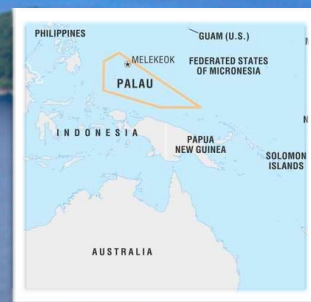 PHILIPPINES
GUAM (U.S.)
MELEKEOK
FEDERATED STATES
OF MICRONESIA
PALAU
INDONESIA
PAPUA
NEW GUINEA
SOLOMON
ISLANDS
AUSTRALIA